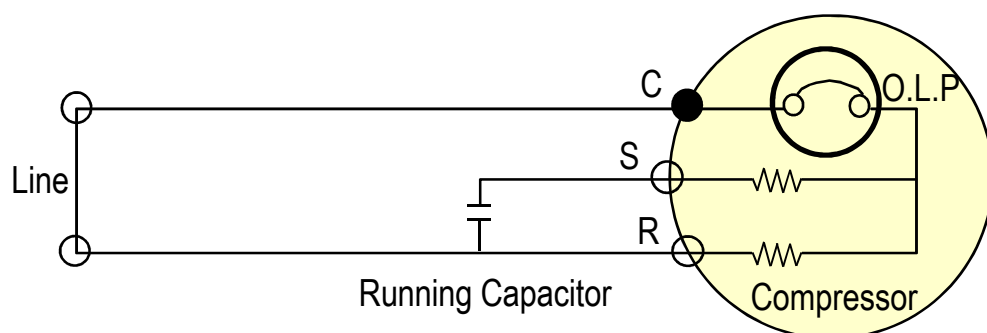 C
O.L.P
S
Line
R
Running Capacitor
Compressor